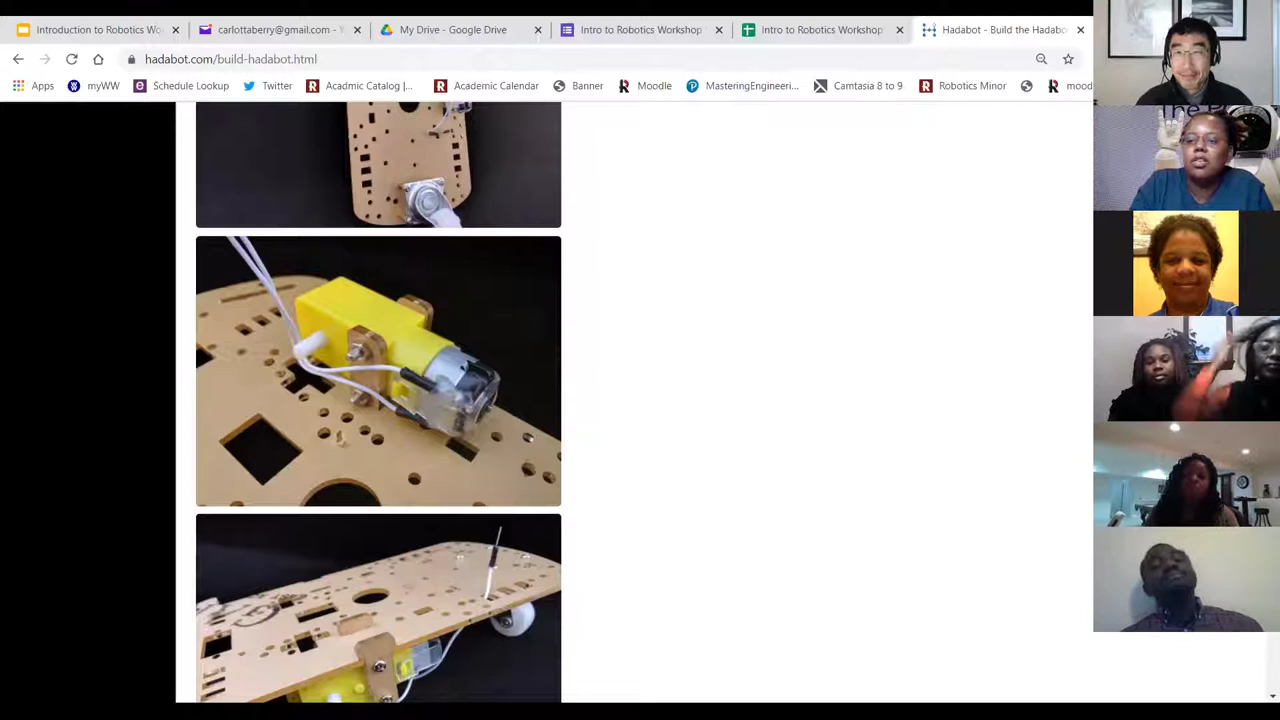 Introduction to Robotics Wo
carlottaberry@gmail.com - Y
My Drive - Google Drive
Intro to Robotics Workshop
Intro to Robotics Workshop
Hadabot - Build the Hadabo
hadabot.com/build-hadabot.html
Apps
myWW
Schedule Lookup
Twitter
Acadmic Catalog |...
Academic Calendar
Banner
Moodle
MasteringEngineeri...
Camtasia 8 to 9
Robotics Minor
mood